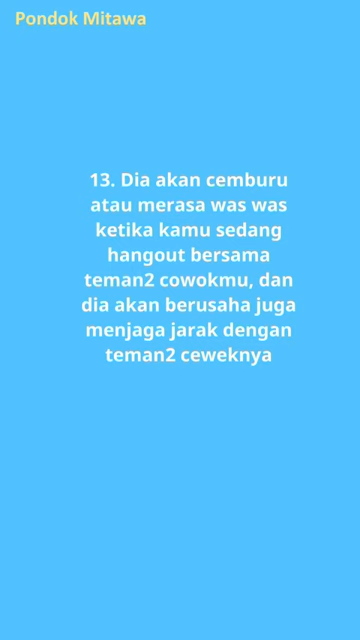 Pondok Mitawa
13. Dia akan cemburu
atau merasa was was
ketika kamu sedang
hangout bersama
teman2 cowokmu, dan
dia akan berusaha juga
menjaga jarak dengan
teman2 ceweknya